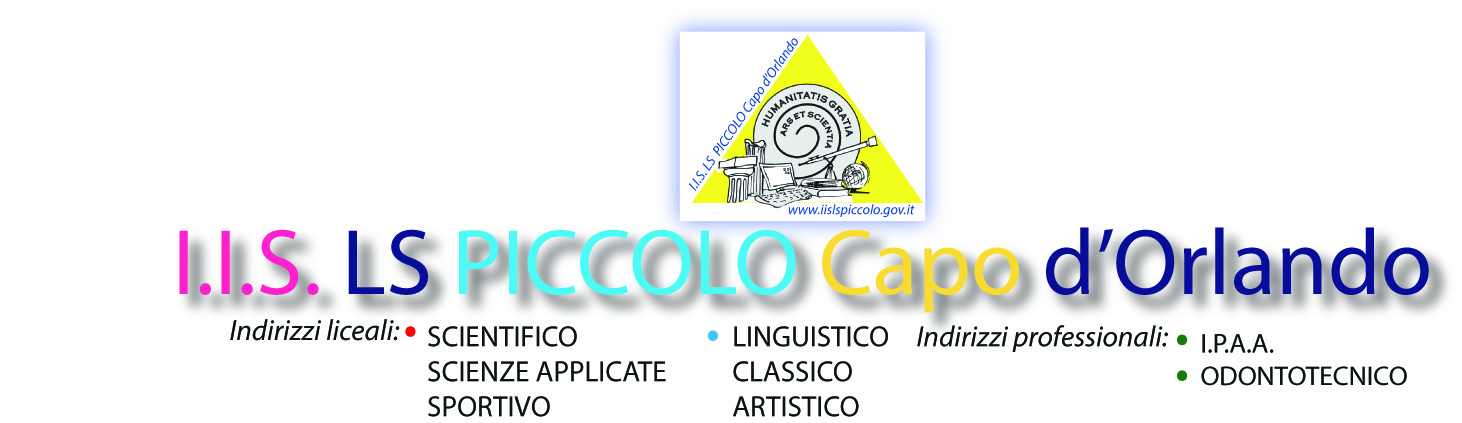 I.I.S. LS PICCOLO Capo d'Orlando
HUMANITATIS GRATIA
ARS ET SCIENTIA
www.iislspiccolo.gov.it
I.I.S. LS PICCOLO Capo d'Orlando
Indirizzi liceali: • SCIENTIFICO • LINGUISTICO Indirizzi professionali: • I.P.A.A.
SCIENZE APPLICATE CLASSICO • ODONTOTECNICO
SPORTIVO ARTISTICO